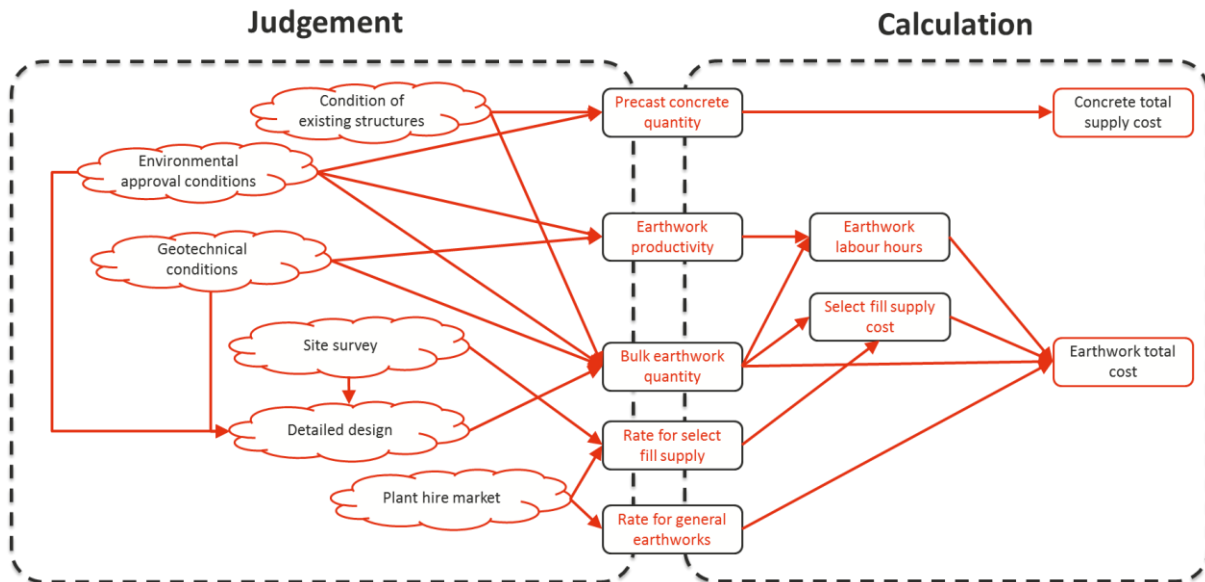 Judgement
Calculation
Condition of
existing structures
Precast concrete
quantity
Concrete total
supply cost
Environmental
approval conditions
Earthwork
productivity
Earthwork
labour hours
Geotechnical
conditions
Select fill supply
cost
Site survey
Bulk earthwork
quantity
Earthwork total
cost
Detailed design
Rate for select
fill supply
Plant hire market
Rate for general
earthworks